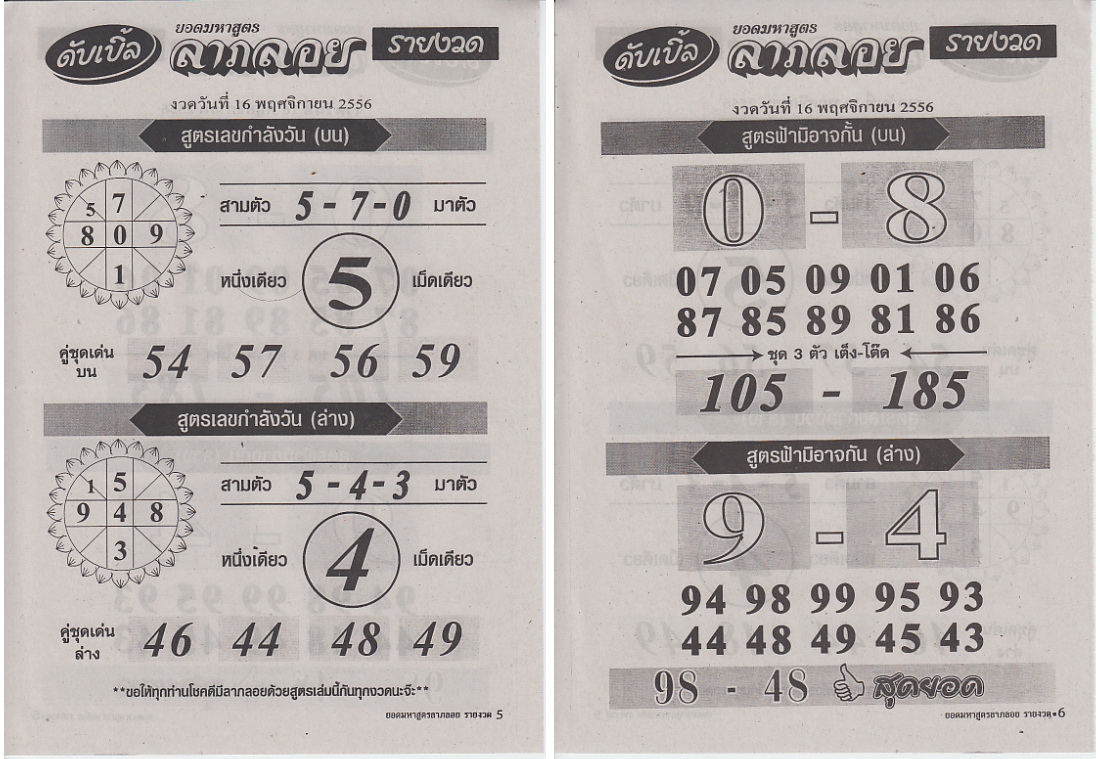 ยอดมหาสูตร
ดับเบิ้ล ลาภลอย รายงวด
งวดวันที่ 16 พฤศจิกายน 2556
สูตรเลขกำลังวัน (บน)
5 7
8 0 9
1
สามตัว 5 - 7 - 0 มาตัว
หนึ่งเดียว 5 เม็ดเดียว
คู่ชุดเด่น
บน
54 57 56 59
สูตรเลขกำลังวัน (ล่าง)
1 5
9 4 8
3
สามตัว 5 - 4 - 3 มาตัว
หนึ่งเดียว 4 เม็ดเดียว
คู่ชุดเด่น
ล่าง
46 44 48 49
**ขอให้ทุกท่านโชคดีมีลาภลอยด้วยสูตรเล่มนี้กันทุกงวดนะจ๊ะ**
ยอดมหาสูตรลาภลอย รายงวด 5
ยอดมหาสูตร
ดับเบิ้ล ลาภลอย รายงวด
งวดวันที่ 16 พฤศจิกายน 2556
สูตรฟ้ามิอาจกั้น (บน)
0 - 8
07 05 09 01 06
87 85 89 81 86
ชุด 3 ตัว เต็ง-โต๊ด
105 - 185
สูตรฟ้ามิอาจกั้น (ล่าง)
9 - 4
94 98 99 95 93
44 48 49 45 43
98 - 48 สุดยอด
ยอดมหาสูตรลาภลอย รายงวด•6